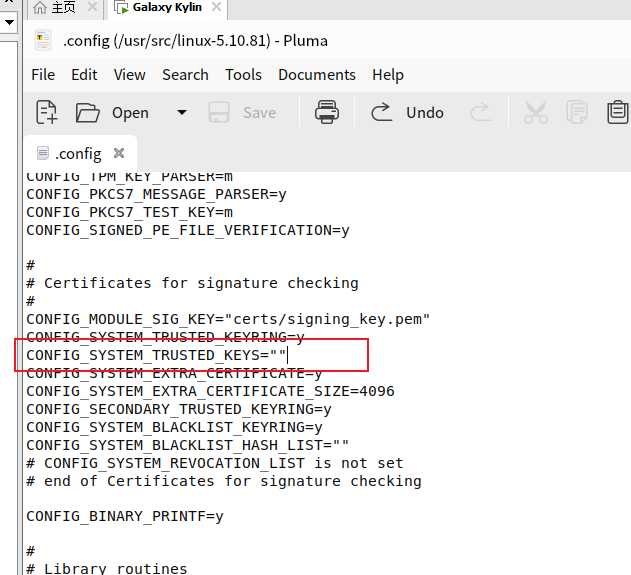 主页
Galaxy Kylin
.config (/usr/src/linux-5.10.81) - Pluma
File Edit View Search Tools Documents Help
Open Save Undo
.config
CONFIG_TPM_KEY_PARSER=m
CONFIG_PKCS7_MESSAGE_PARSER=y
CONFIG_PKCS7_TEST_KEY=m
CONFIG_SIGNED_PE_FILE_VERIFICATION=y
#
# Certificates for signature checking
#
CONFIG_MODULE_SIG_KEY="certs/signing_key.pem"
CONFIG_SYSTEM_TRUSTED_KEYRING=y
CONFIG_SYSTEM_TRUSTED_KEYS=""
CONFIG_SYSTEM_EXTRA_CERTIFICATE=y
CONFIG_SYSTEM_EXTRA_CERTIFICATE_SIZE=4096
CONFIG_SECONDARY_TRUSTED_KEYRING=y
CONFIG_SYSTEM_BLACKLIST_KEYRING=y
CONFIG_SYSTEM_BLACKLIST_HASH_LIST=""
# CONFIG_SYSTEM_REVOCATION_LIST is not set
# end of Certificates for signature checking
CONFIG_BINARY_PRINTF=y
#
# Library routines